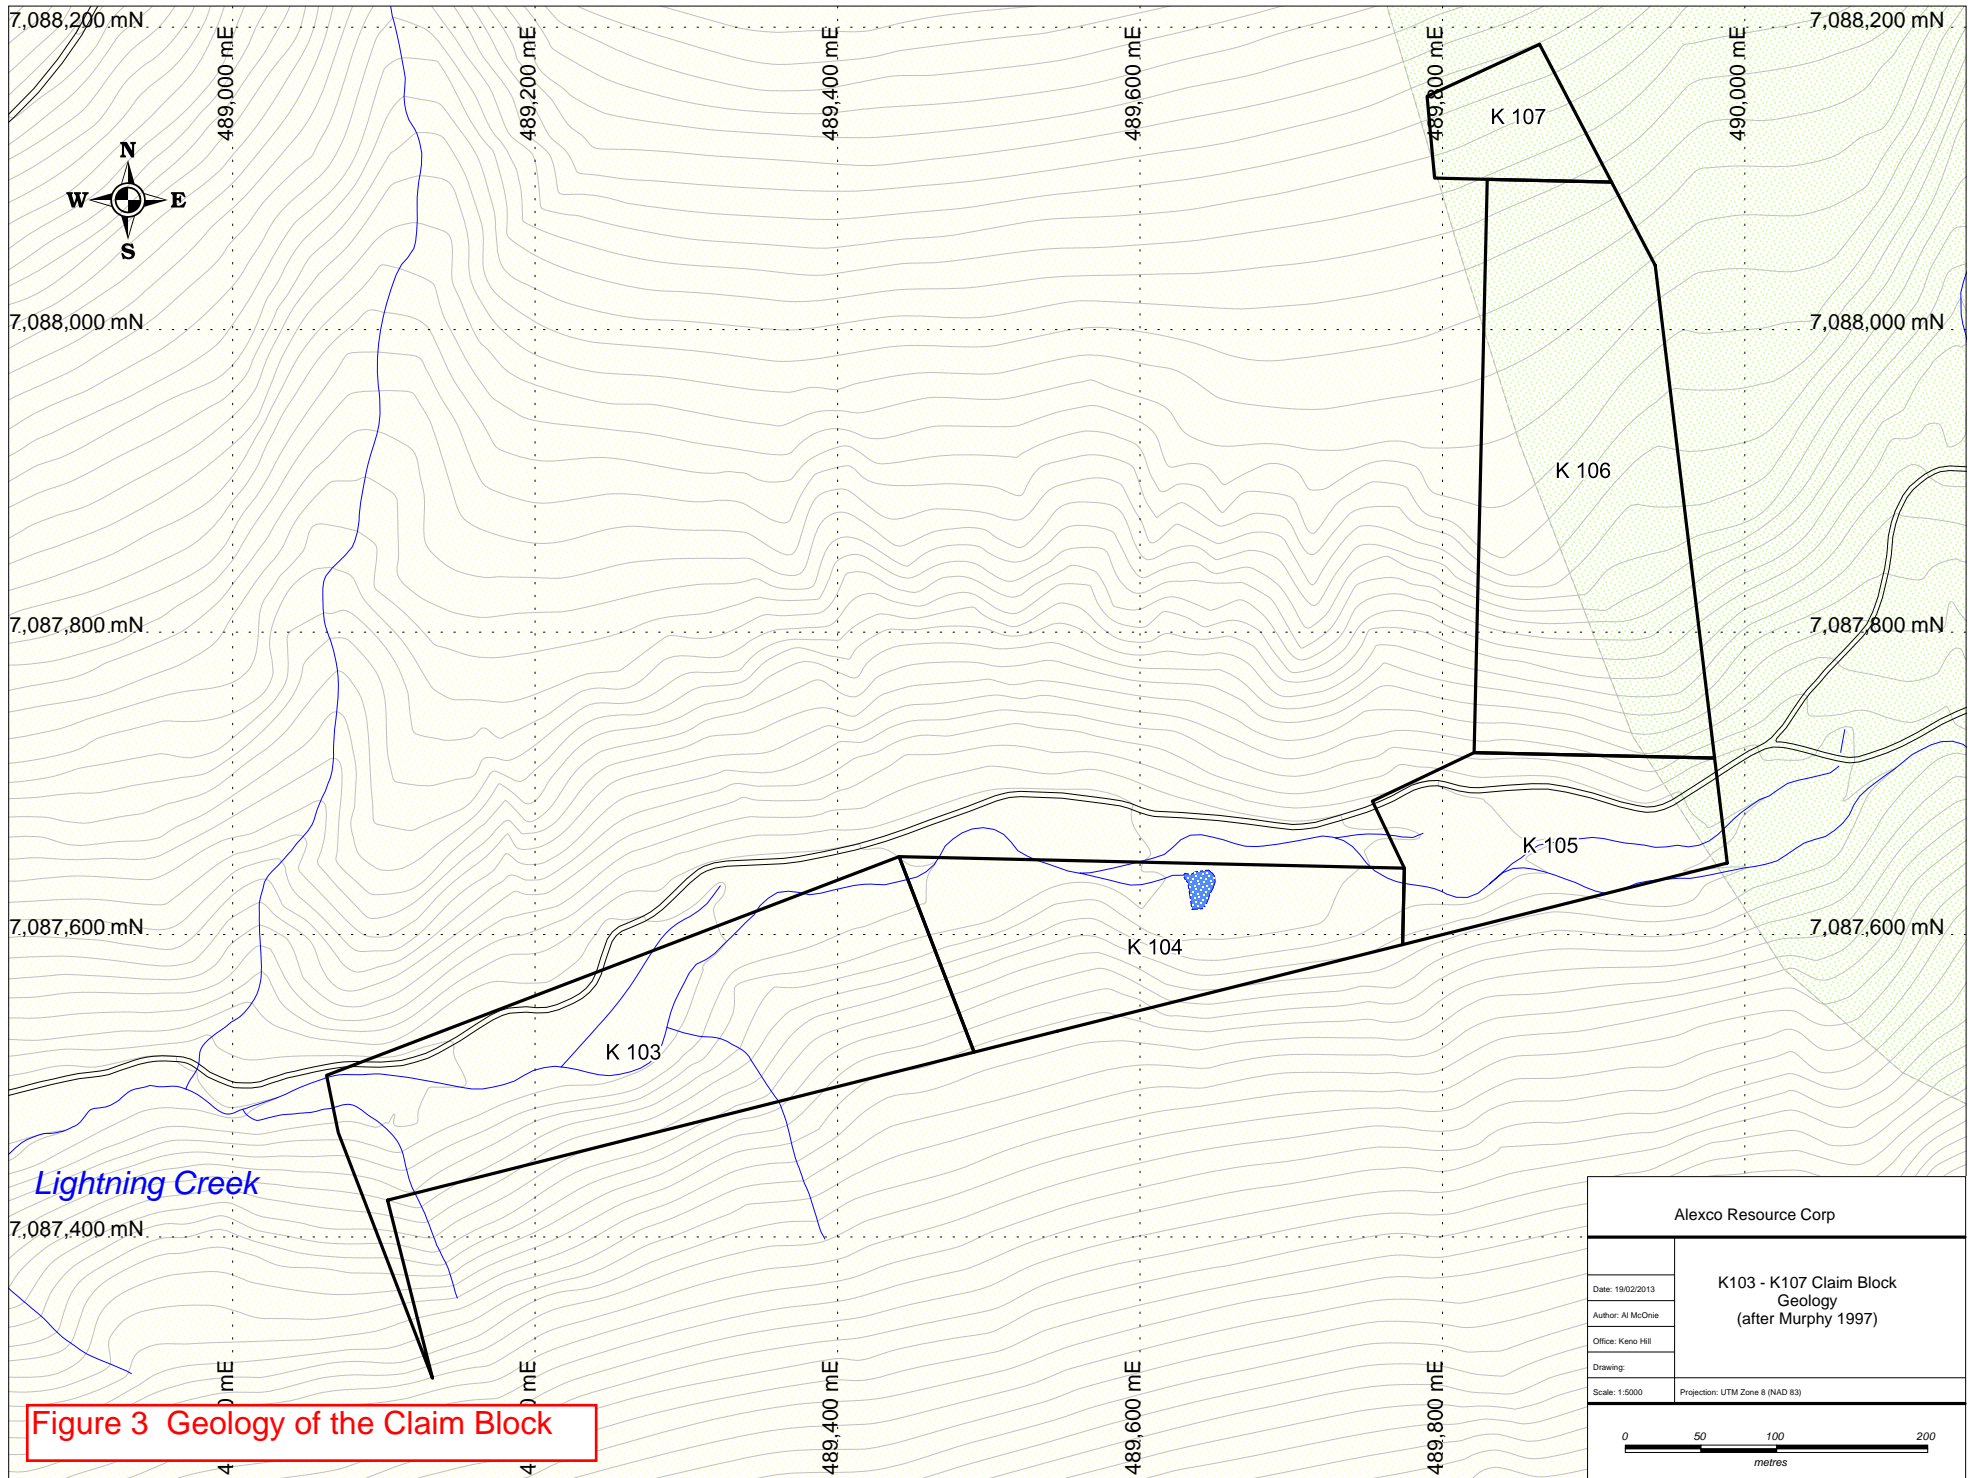 7,088,200 mN
7,088,200 mN
489,000 mE
489,200 mE
489,400 mE
489,600 mE
489,800 mE
490,000 mE
K 107
N
W
E
S
7,088,000 mN
7,088,000 mN
K 106
7,087,800 mN
7,087,800 mN
K 105
7,087,600 mN
7,087,600 mN
K 104
K 103
Lightning Creek
7,087,400 mN
489,400 mE
489,600 mE
489,800 mE
Figure 3 Geology of the Claim Block
Alexco Resource Corp
K103 - K107 Claim Block
Geology
(after Murphy 1997)
Date: 19/02/2013
Author: Al McOnie
Office: Keno Hill
Drawing:
Scale: 1:5000
Projection: UTM Zone 8 (NAD 83)
0 50 100 200
metres